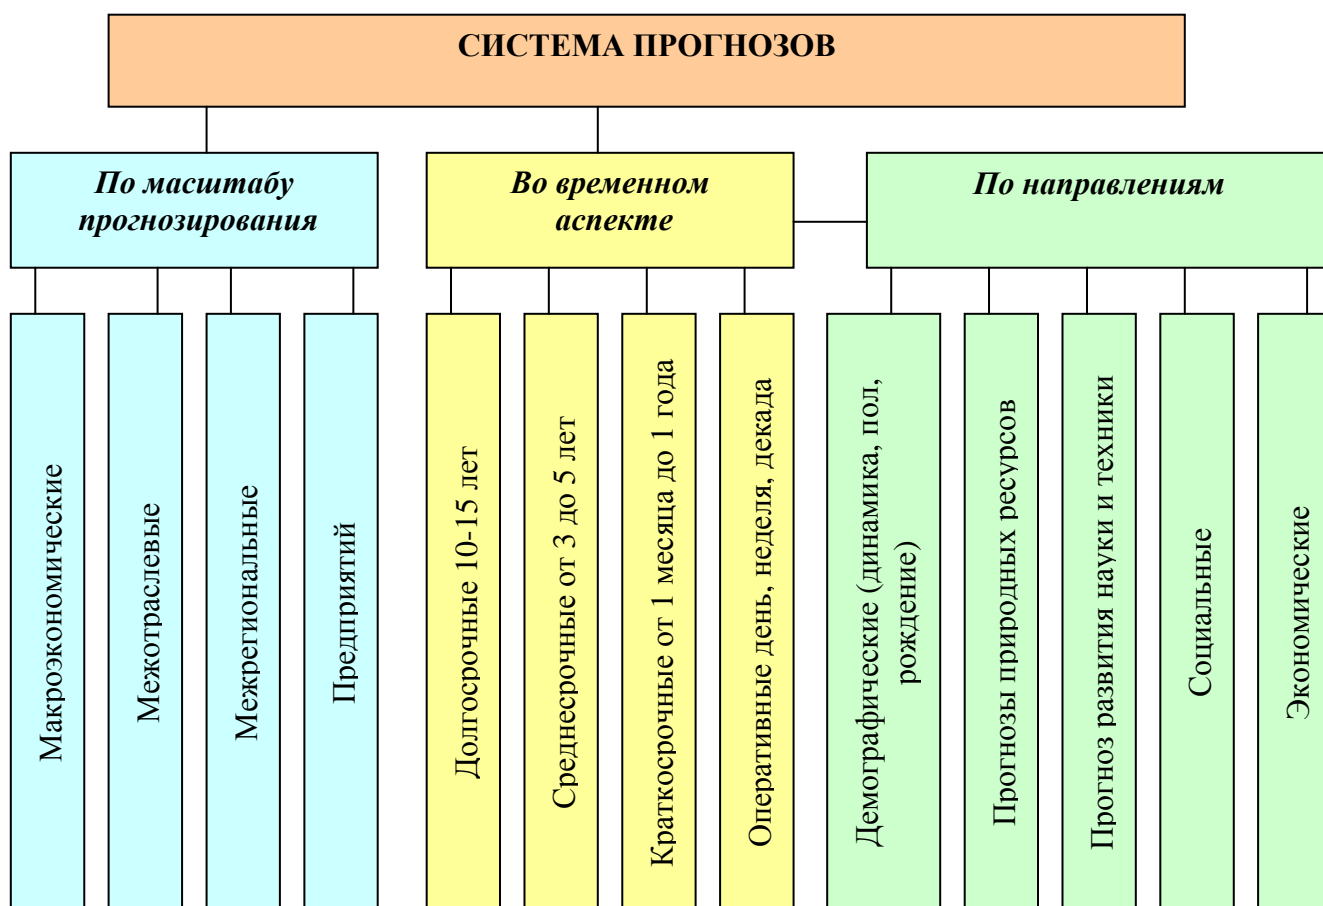 СИСТЕМА ПРОГНОЗОВ
По масштабу
прогнозирования
Во временном
аспекте
По направлениям
Макроэкономические
Межотраслевые
Межрегиональные
Предприятий
Долгосрочные 10-15 лет
Среднесрочные от 3 до 5 лет
Краткосрочные от 1 месяца до 1 года
Оперативные день, неделя, декада
Демографические (динамика, пол,
рождение)
Прогнозы природных ресурсов
Прогноз развития науки и техники
Социальные
Экономические